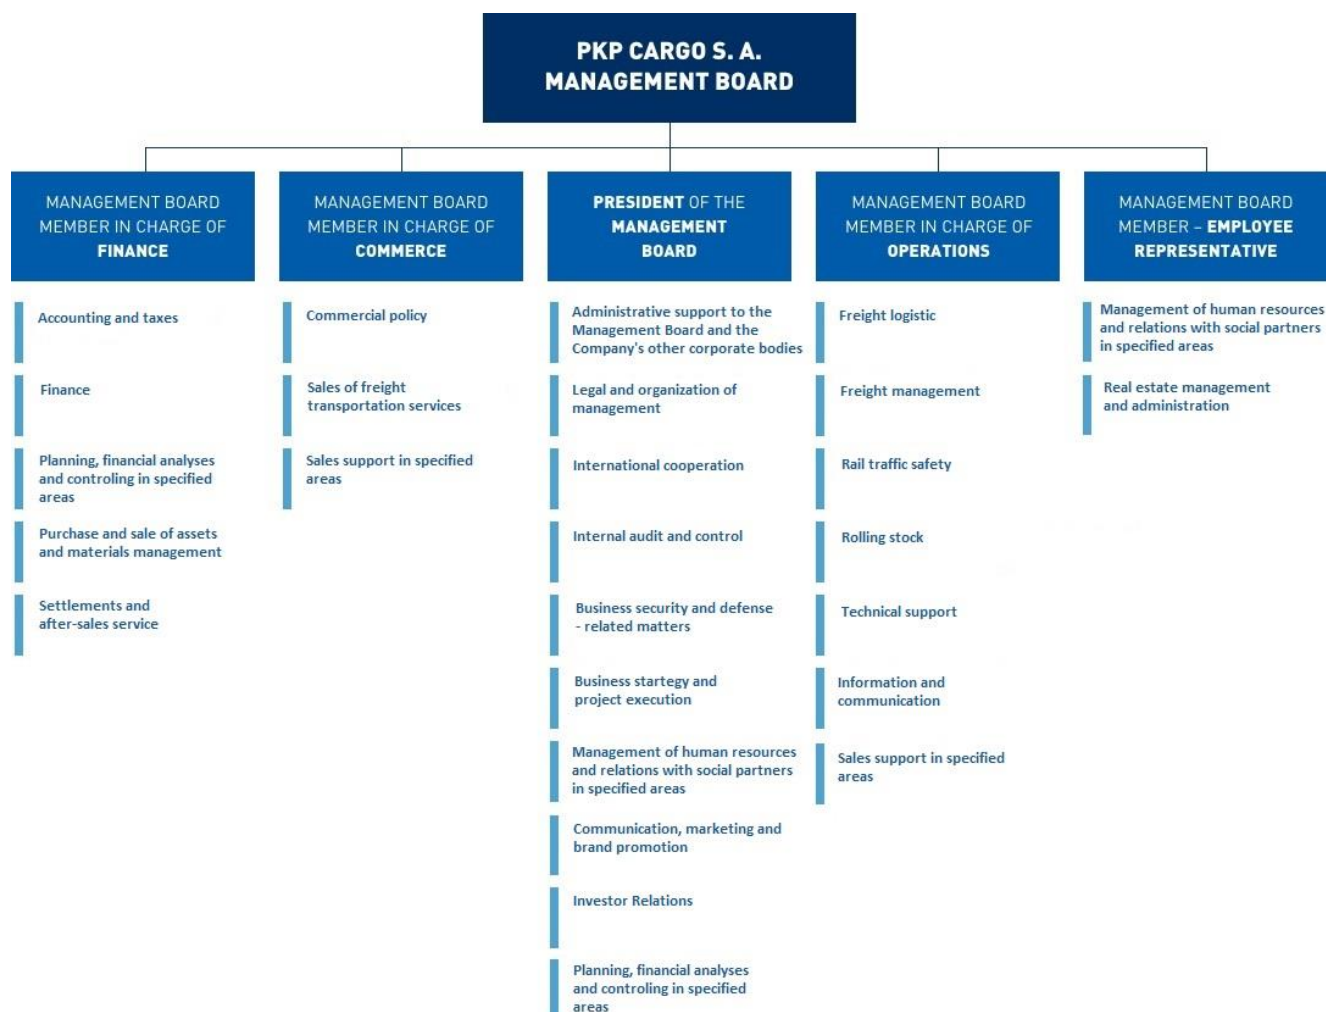 PKP CARGO S. A.
MANAGEMENT BOARD
MANAGEMENT BOARD
MEMBER IN CHARGE OF
FINANCE
Accounting and taxes
Finance
Planning, financial analyses
and controling in specified
areas
Purchase and sale of assets
and materials management
Settlements and
after-sales service
MANAGEMENT BOARD
MEMBER IN CHARGE OF
COMMERCE
Commercial policy
Sales of freight
transportation services
Sales support in specified
areas
PRESIDENT OF THE
MANAGEMENT
BOARD
Administrative support to the
Management Board and the
Company's other corporate bodies
Legal and organization of
management
International cooperation
Internal audit and control
Business security and defense
- related matters
Business startegy and
project execution
Management of human resources
and relations with social partners
in specified areas
Communication, marketing and
brand promotion
Investor Relations
Planning, financial analyses
and controling in specified
areas
MANAGEMENT BOARD
MEMBER IN CHARGE OF
OPERATIONS
Freight logistic
Freight management
Rail traffic safety
Rolling stock
Technical support
Information and
communication
Sales support in specified
areas
MANAGEMENT BOARD
MEMBER – EMPLOYEE
REPRESENTATIVE
Management of human resources
and relations with social partners
in specified areas
Real estate management
and administration